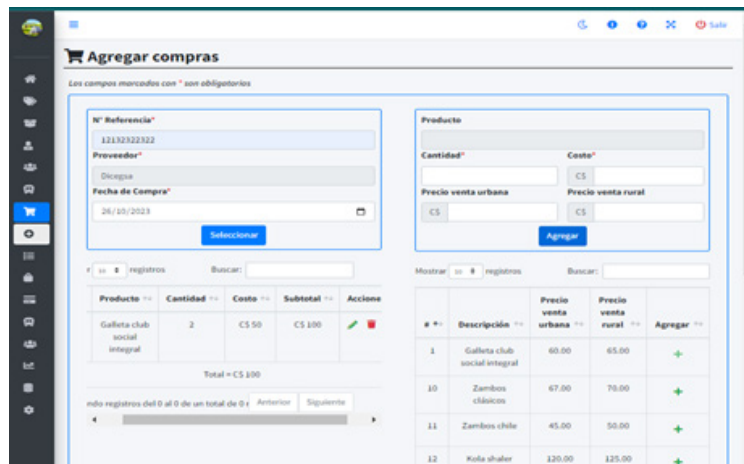 Sale
Agregar compras
Los campos marcados con * son obligatorios
N° Referencia*
12132322322
Proveedor*
Dicegsa
Fecha de Compra*
26/10/2023
Seleccionar
Producto
Cantidad* Costo*
C$
Precio venta urbana Precio venta rural
C$ C$
Agregar
r 10 registros Buscar:
Producto Cantidad Costo Subtotal Accione
Galleta club social integral 2 C$ 50 C$ 100
Total = C$ 100
ndo registros del 0 al 0 de un total de 0 r Anterior Siguiente
Mostrar 10 registros Buscar:
# Descripción Precio venta urbana Precio venta rural Agregar
1 Galleta club social integral 60.00 65.00
10 Zambos clásicos 67.00 70.00
11 Zambos chile 45.00 50.00
12 Kola shaler 120.00 125.00